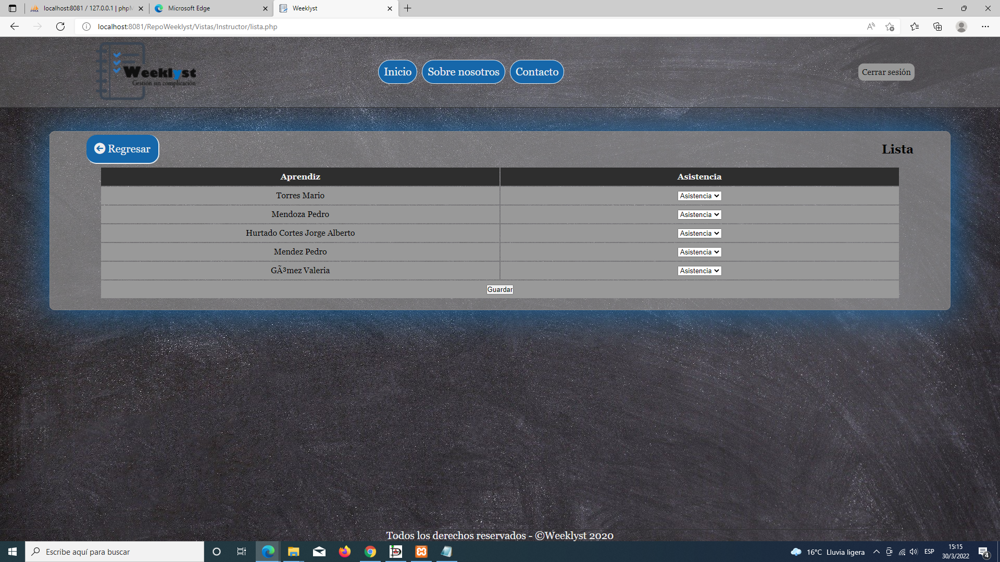 localhost:8081 / 127.0.0.1 | phpM
Microsoft Edge
Weeklyst
localhost:8081/RepoWeeklyst/Vistas/Instructor/lista.php
Weeklyst
Gestión sin complicación
Inicio
Sobre nosotros
Contacto
Cerrar sesión
Regresar
Lista
Aprendiz
Asistencia
Torres Mario
Asistencia
Mendoza Pedro
Asistencia
Hurtado Cortes Jorge Alberto
Asistencia
Mendez Pedro
Asistencia
GÃ³mez Valeria
Asistencia
Guardar
Todos los derechos reservados - ©Weeklyst 2020
Escribe aquí para buscar
16°C Lluvia ligera
ESP
15:15
30/3/2022
4